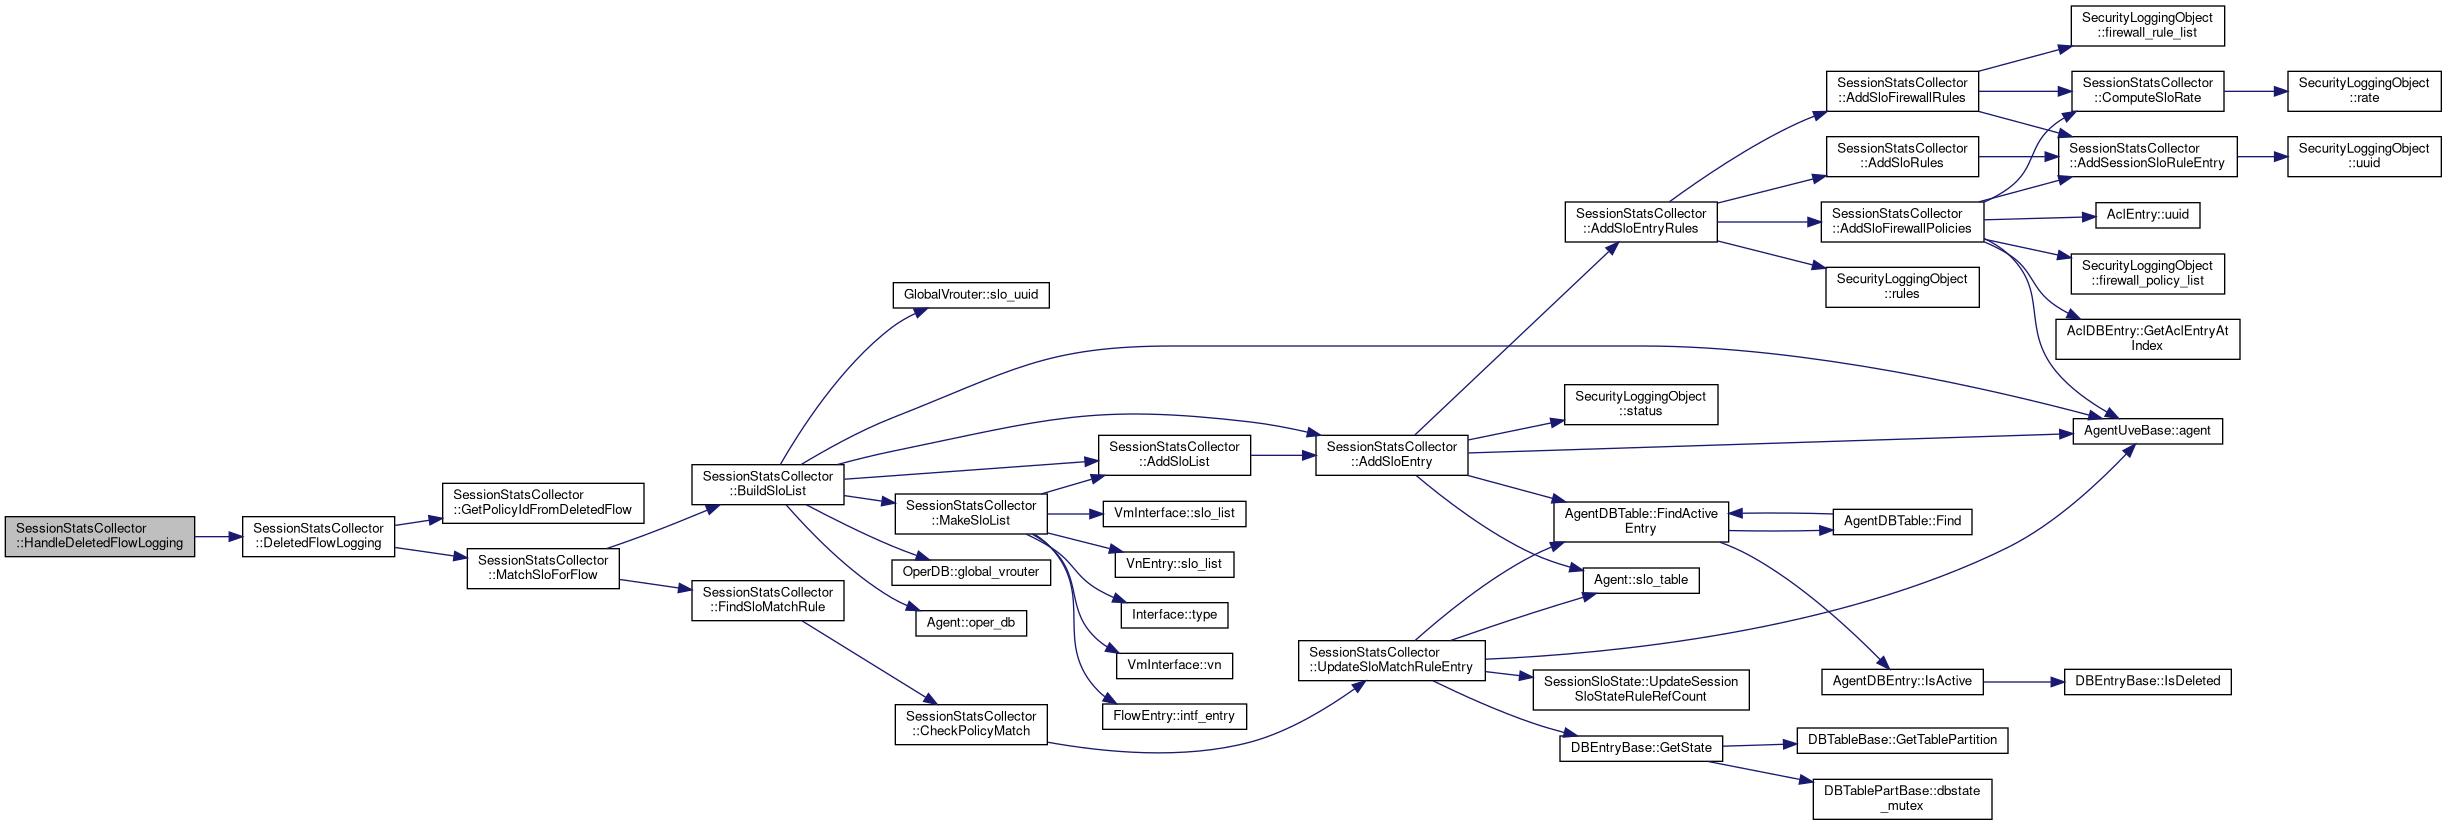 SessionStatsCollector
::HandleDeletedFlowLogging
SessionStatsCollector
::DeletedFlowLogging
SessionStatsCollector
::GetPolicyIdFromDeletedFlow
SessionStatsCollector
::MatchSloForFlow
SessionStatsCollector
::BuildSloList
SessionStatsCollector
::FindSloMatchRule
GlobalVrouter::slo_uuid
SessionStatsCollector
::MakeSloList
OperDB::global_vrouter
Agent::oper_db
SessionStatsCollector
::CheckPolicyMatch
SessionStatsCollector
::AddSloList
VmInterface::slo_list
VnEntry::slo_list
Interface::type
VmInterface::vn
FlowEntry::intf_entry
SessionStatsCollector
::AddSloEntry
SessionStatsCollector
::UpdateSloMatchRuleEntry
SessionStatsCollector
::AddSloEntryRules
SecurityLoggingObject
::status
AgentDBTable::FindActive
Entry
Agent::slo_table
SessionSloState::UpdateSession
SloStateRuleRefCount
DBEntryBase::GetState
SessionStatsCollector
::AddSloFirewallRules
SessionStatsCollector
::AddSloRules
SessionStatsCollector
::AddSloFirewallPolicies
SecurityLoggingObject
::rules
AgentDBTable::Find
AgentDBEntry::IsActive
DBTableBase::GetTablePartition
DBTablePartBase::dbstate
_mutex
SecurityLoggingObject
::firewall_rule_list
SessionStatsCollector
::ComputeSloRate
SessionStatsCollector
::AddSessionSloRuleEntry
AclEntry::uuid
SecurityLoggingObject
::firewall_policy_list
AclDBEntry::GetAclEntryAt
Index
AgentUveBase::agent
DBEntryBase::IsDeleted
SecurityLoggingObject
::rate
SecurityLoggingObject
::uuid